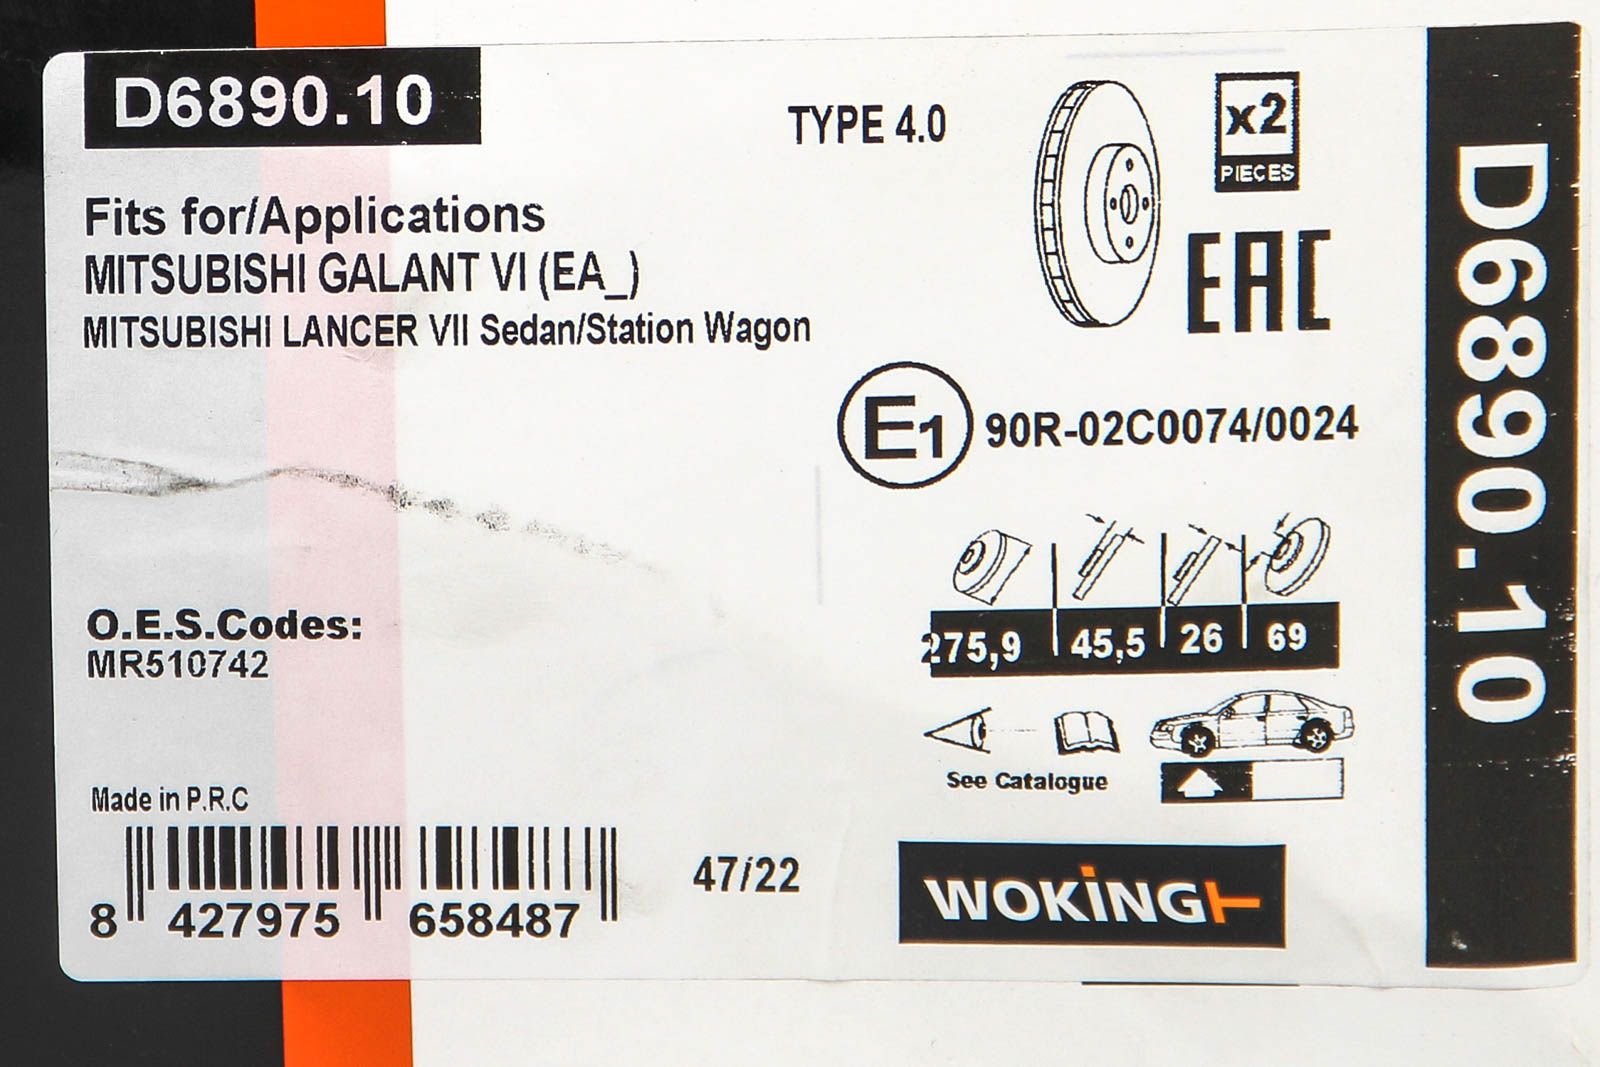 D6890.10
TYPE 4.0
x2
PIECES
Fits for/Applications
MITSUBISHI GALANT VI (EA_)
MITSUBISHI LANCER VII Sedan/Station Wagon
EAC
E1 90R-02C0074/0024
275,9 45,5 26 69
O.E.S.Codes:
MR510742
See Catalogue
Made in P.R.C
8 427975 658487
47/22
WOKING
D6890.10